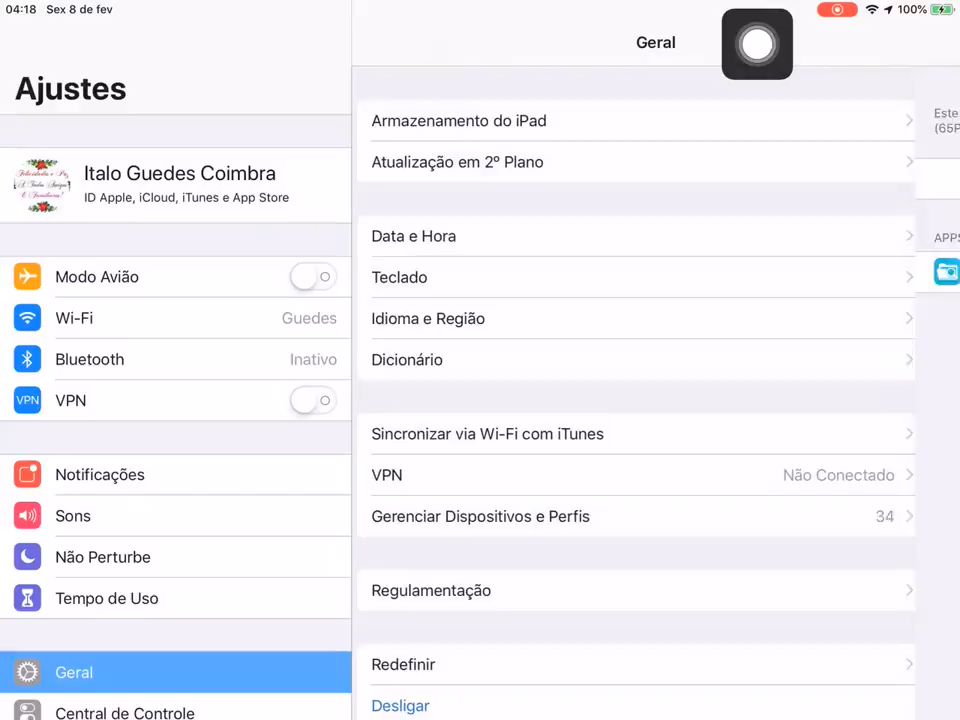 04:18 Sex 8 de fev
100%
Ajustes
Geral
Italo Guedes Coimbra
ID Apple, iCloud, iTunes e App Store
Modo Avião
Wi-Fi Guedes
Bluetooth Inativo
VPN VPN
Notificações
Sons
Não Perturbe
Tempo de Uso
Geral
Central de Controle
Armazenamento do iPad
Atualização em 2º Plano
Data e Hora
Teclado
Idioma e Região
Dicionário
Sincronizar via Wi-Fi com iTunes
VPN Não Conectado
Gerenciar Dispositivos e Perfis 34
Regulamentação
Redefinir
Desligar
Este
(65P
APPS